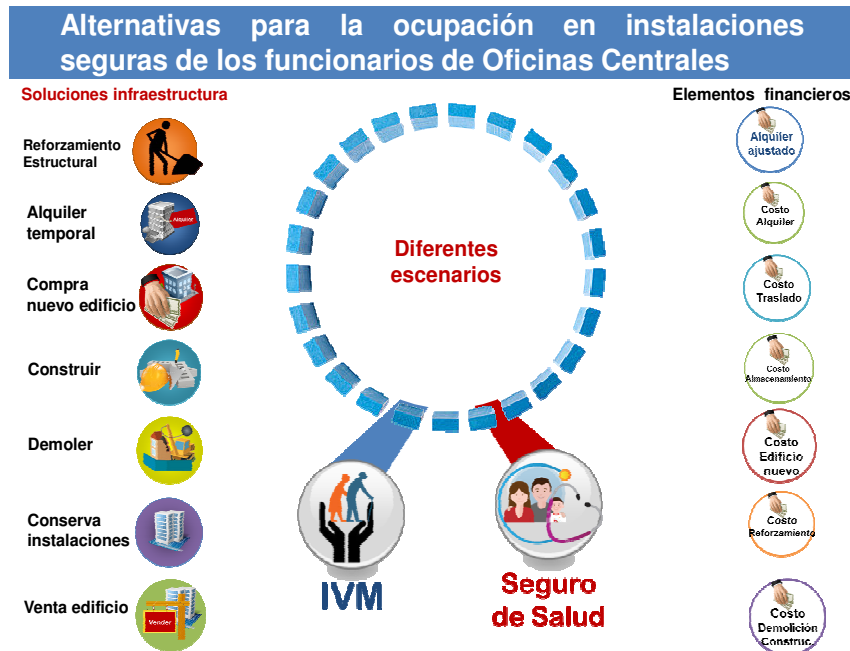 Alternativas para la ocupación en instalaciones
seguras de los funcionarios de Oficinas Centrales
Soluciones infraestructura
Reforzamiento
Estructural
Alquiler
temporal
Alquiler
Compra
nuevo edificio
Construir
Demoler
Conserva
instalaciones
Venta edificio
Vender
Diferentes
escenarios
IVM
Seguro
de Salud
Elementos financieros
Alquiler
ajustado
Costo
Alquiler
Costo
Traslado
Costo
Almacenamiento
Costo
Edificio
nuevo
Costo
Reforzamiento
Costo
Demolición
Construc.